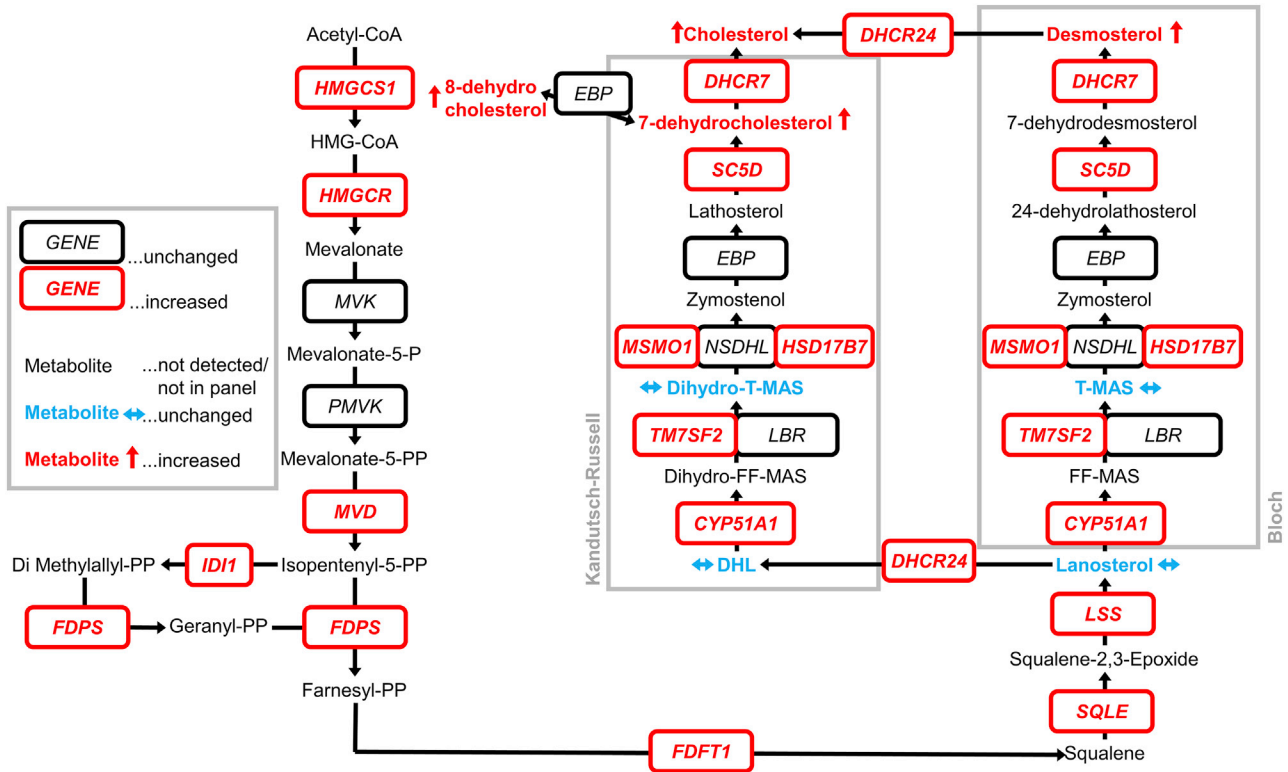 Acetyl-CoA
HMGCS1
HMG-CoA
HMGCR
Mevalonate
MVK
Mevalonate-5-P
PMVK
Mevalonate-5-PP
MVD
Isopentenyl-5-PP
IDI1
Di Methylallyl-PP
FDPS
Geranyl-PP
FDPS
Farnesyl-PP
FDFT1
Squalene
SQLE
Squalene-2,3-Epoxide
LSS
Lanosterol
DHCR24
DHL
GENE ...unchanged
GENE ...increased
Metabolite ...not detected/
not in panel
Metabolite ...unchanged
Metabolite ...increased
8-dehydro
cholesterol
EBP
Kandutsch-Russell
Cholesterol
DHCR7
7-dehydrocholesterol
SC5D
Lathosterol
EBP
Zymostenol
MSMO1 NSDHL HSD17B7
Dihydro-T-MAS
TM7SF2 LBR
Dihydro-FF-MAS
CYP51A1
DHCR24
Bloch
Desmosterol
DHCR7
7-dehydrodesmosterol
SC5D
24-dehydrolathosterol
EBP
Zymosterol
MSMO1 NSDHL HSD17B7
T-MAS
TM7SF2 LBR
FF-MAS
CYP51A1